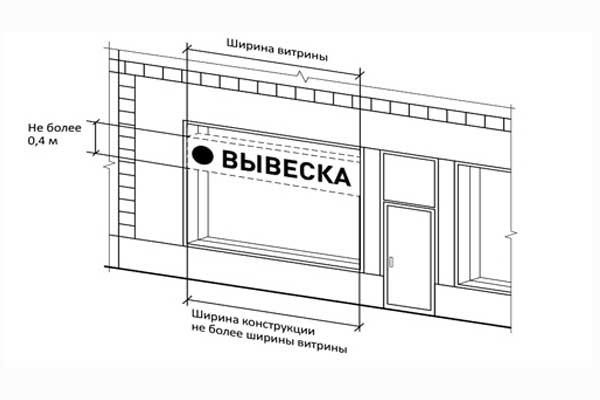 Ширина витрины
Не более
0,4 м
ВЫВЕСКА
Ширина конструкции
не более ширины витрины